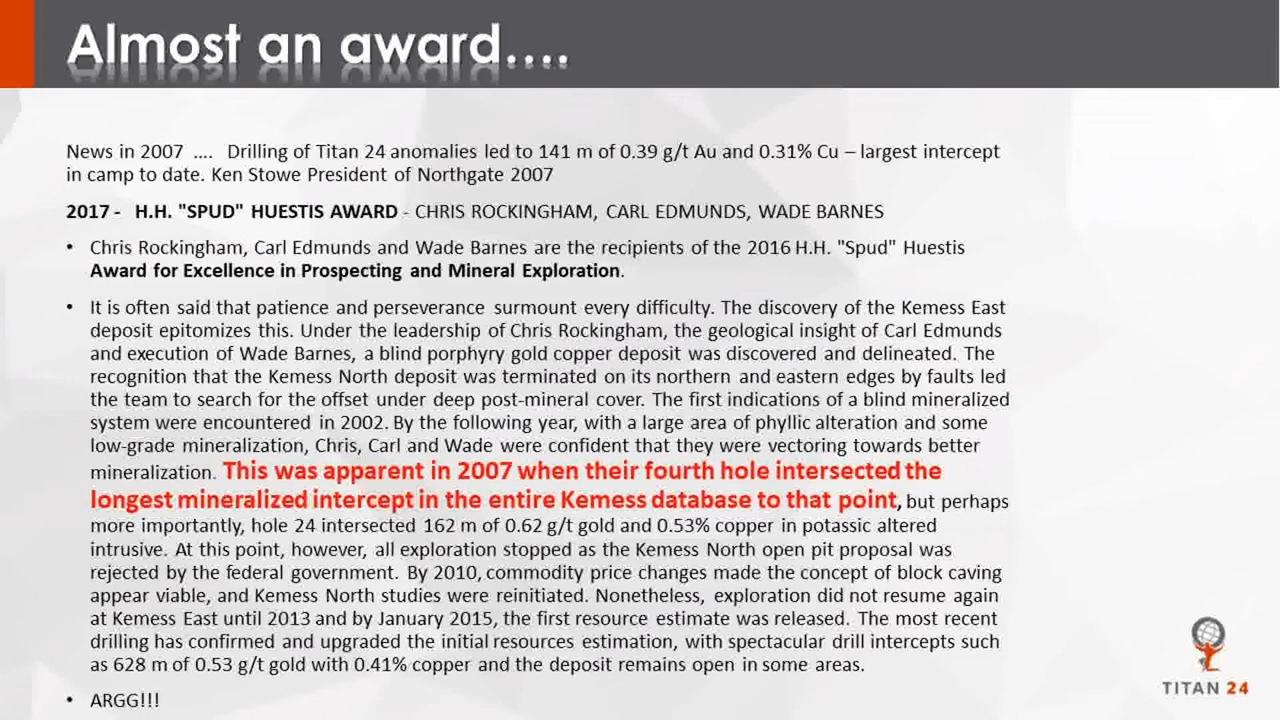 Almost an award….
News in 2007 …. Drilling of Titan 24 anomalies led to 141 m of 0.39 g/t Au and 0.31% Cu – largest intercept
in camp to date. Ken Stowe President of Northgate 2007
2017 - H.H. "SPUD" HUESTIS AWARD - CHRIS ROCKINGHAM, CARL EDMUNDS, WADE BARNES
• Chris Rockingham, Carl Edmunds and Wade Barnes are the recipients of the 2016 H.H. "Spud" Huestis
Award for Excellence in Prospecting and Mineral Exploration.
• It is often said that patience and perseverance surmount every difficulty. The discovery of the Kemess East
deposit epitomizes this. Under the leadership of Chris Rockingham, the geological insight of Carl Edmunds
and execution of Wade Barnes, a blind porphyry gold copper deposit was discovered and delineated. The
recognition that the Kemess North deposit was terminated on its northern and eastern edges by faults led
the team to search for the offset under deep post-mineral cover. The first indications of a blind mineralized
system were encountered in 2002. By the following year, with a large area of phyllic alteration and some
low-grade mineralization, Chris, Carl and Wade were confident that they were vectoring towards better
mineralization. This was apparent in 2007 when their fourth hole intersected the
longest mineralized intercept in the entire Kemess database to that point, but perhaps
more importantly, hole 24 intersected 162 m of 0.62 g/t gold and 0.53% copper in potassic altered
intrusive. At this point, however, all exploration stopped as the Kemess North open pit proposal was
rejected by the federal government. By 2010, commodity price changes made the concept of block caving
appear viable, and Kemess North studies were reinitiated. Nonetheless, exploration did not resume again
at Kemess East until 2013 and by January 2015, the first resource estimate was released. The most recent
drilling has confirmed and upgraded the initial resources estimation, with spectacular drill intercepts such
as 628 m of 0.53 g/t gold with 0.41% copper and the deposit remains open in some areas.
• ARGG!!!
TITAN 24